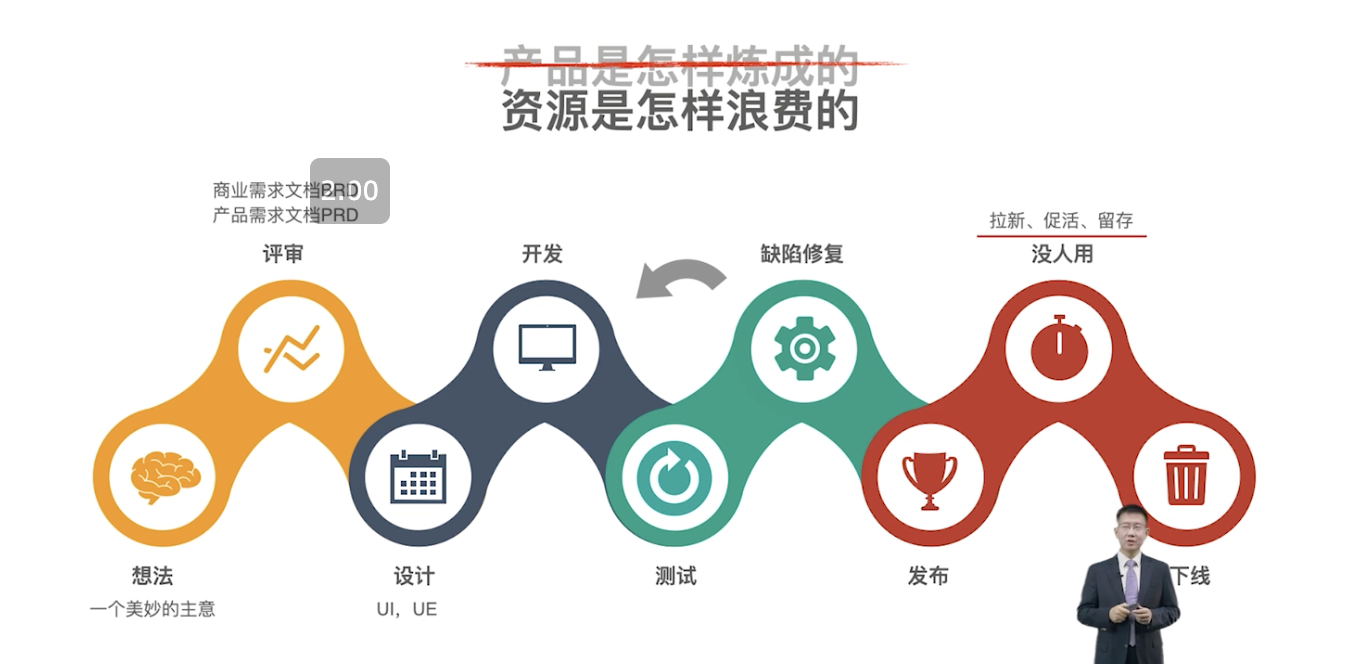 产品是怎样炼成的
资源是怎样浪费的
商业需求文档BRD
2.00
产品需求文档PRD
拉新、促活、留存
评审
开发
缺陷修复
没人用
想法
设计
测试
发布
下线
一个美妙的主意
UI，UE